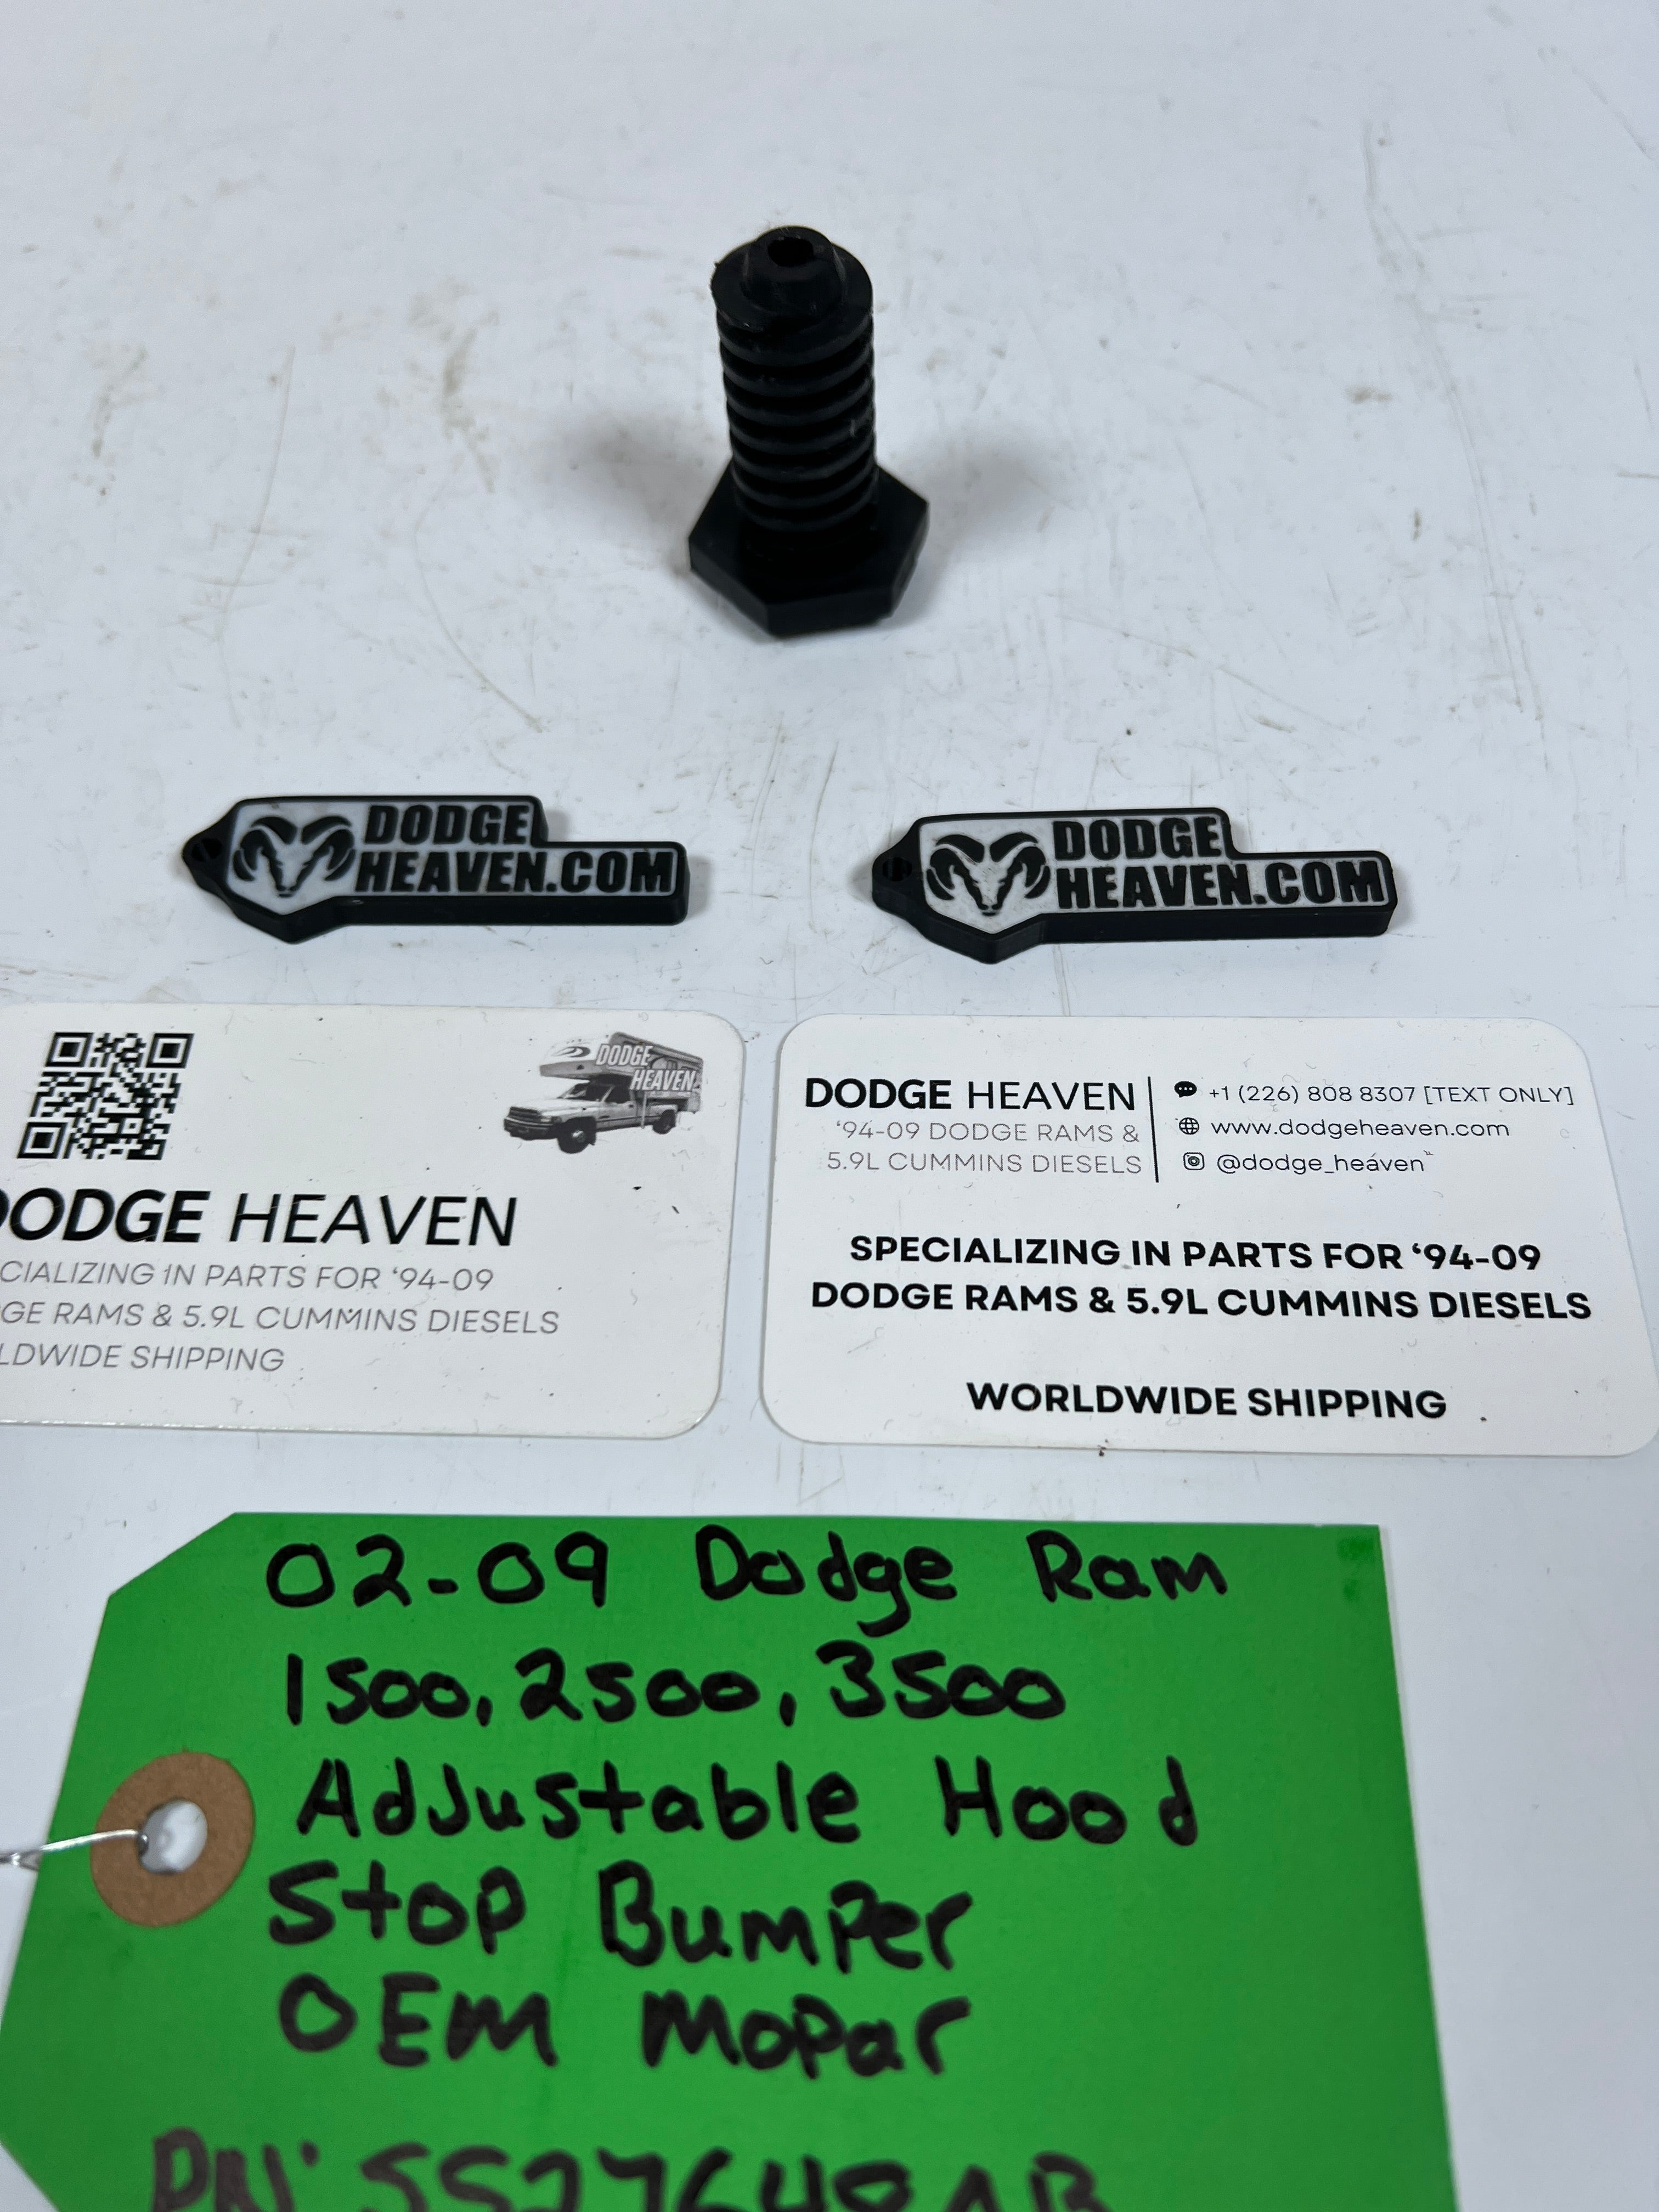 DODGE
HEAVEN.COM
DODGE
HEAVEN.COM
DODGE
HEAVEN
DODGE HEAVEN
CIALIZING IN PARTS FOR ‘94-09
GE RAMS & 5.9L CUMMINS DIESELS
LDWIDE SHIPPING
DODGE HEAVEN
‘94-09 DODGE RAMS &
5.9L CUMMINS DIESELS
+1 (226) 808 8307 [TEXT ONLY]
www.dodgeheaven.com
@dodge_heaven
SPECIALIZING IN PARTS FOR ‘94-09
DODGE RAMS & 5.9L CUMMINS DIESELS
WORLDWIDE SHIPPING
02-09 Dodge Ram
1500, 2500, 3500
Adjustable Hood
Stop Bumper
OEM Mopar
PN: